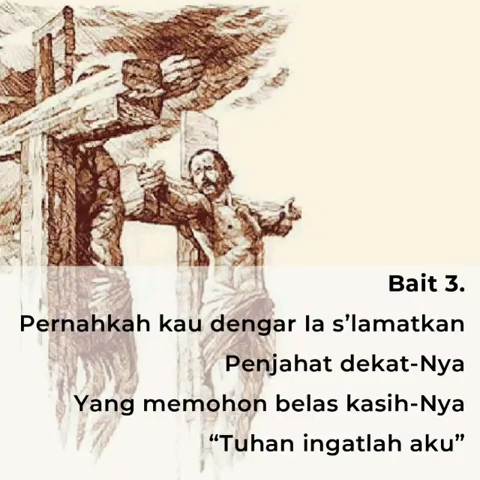 Bait 3.
Pernahkah kau dengar Ia s’lamatkan
Penjahat dekat-Nya
Yang memohon belas kasih-Nya
“Tuhan ingatlah aku”